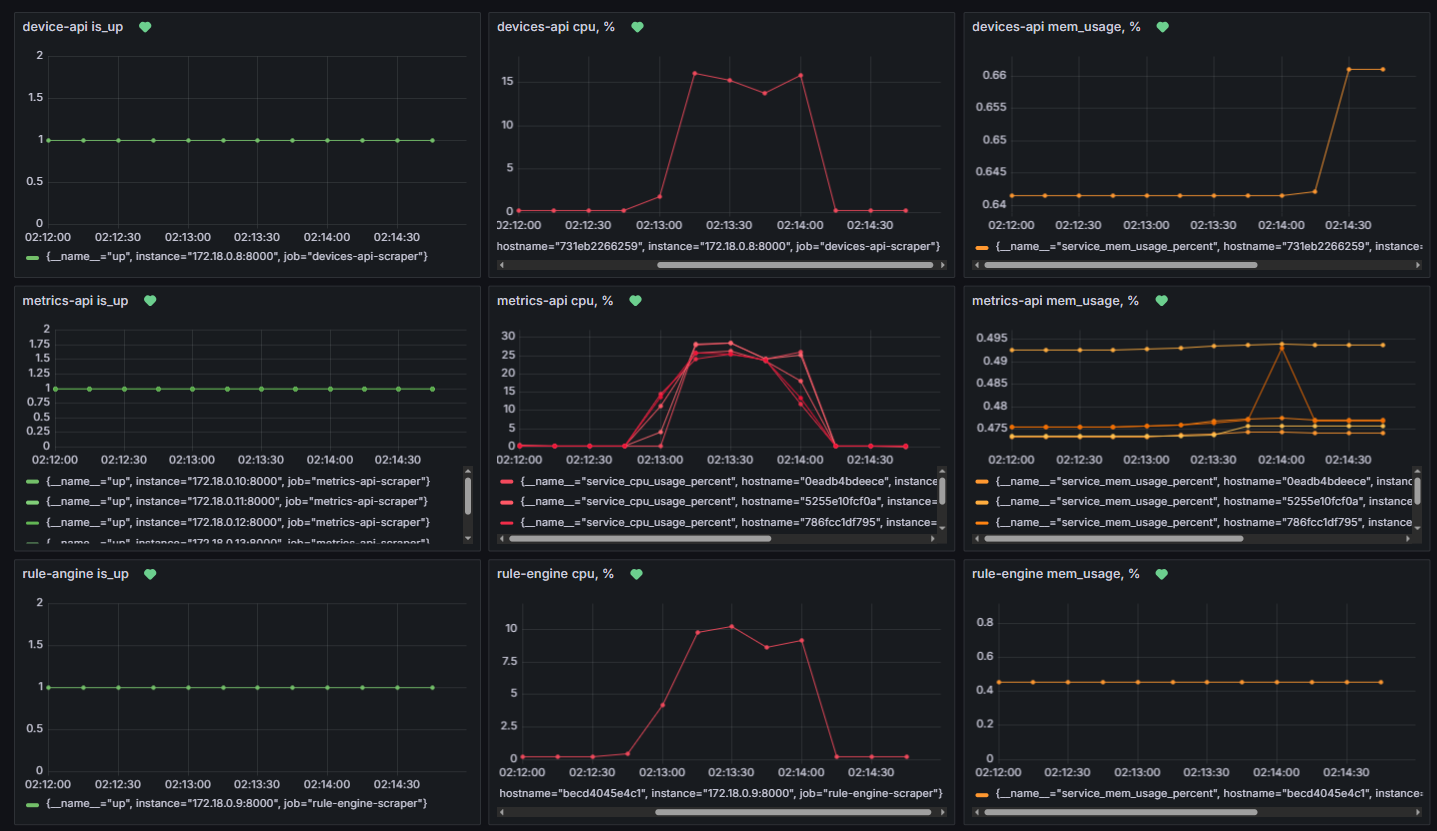 device-api is_up
devices-api cpu, %
devices-api mem_usage, %
2
1.5
1
0.5
0
02:12:00 02:12:30 02:13:00 02:13:30 02:14:00 02:14:30
{__name__="up", instance="172.18.0.8:8000", job="devices-api-scraper"}
15
10
5
0
02:12:00 02:12:30 02:13:00 02:13:30 02:14:00 02:14:30
hostname="731eb2266259", instance="172.18.0.8:8000", job="devices-api-scraper"}
0.66
0.655
0.65
0.645
0.64
02:12:00 02:12:30 02:13:00 02:13:30 02:14:00 02:14:30
{__name__="service_mem_usage_percent", hostname="731eb2266259", instance=
metrics-api is_up
metrics-api cpu, %
metrics-api mem_usage, %
2
1.75
1.5
1.25
1
0.75
0.5
0.25
0
02:12:00 02:12:30 02:13:00 02:13:30 02:14:00 02:14:30
{__name__="up", instance="172.18.0.10:8000", job="metrics-api-scraper"}
{__name__="up", instance="172.18.0.11:8000", job="metrics-api-scraper"}
{__name__="up", instance="172.18.0.12:8000", job="metrics-api-scraper"}
{__name__="up", instance="172.18.0.13:8000", job="metrics-api-scraper"}
30
25
20
15
10
5
0
02:12:00 02:12:30 02:13:00 02:13:30 02:14:00 02:14:30
{__name__="service_cpu_usage_percent", hostname="0eadb4bdeece", instance
{__name__="service_cpu_usage_percent", hostname="5255e10fcf0a", instance=
{__name__="service_cpu_usage_percent", hostname="786fcc1df795", instance=
0.495
0.49
0.485
0.48
0.475
02:12:00 02:12:30 02:13:00 02:13:30 02:14:00 02:14:30
{__name__="service_mem_usage_percent", hostname="0eadb4bdeece", instanc
{__name__="service_mem_usage_percent", hostname="5255e10fcf0a", instanc
{__name__="service_mem_usage_percent", hostname="786fcc1df795", instance
rule-angine is_up
rule-engine cpu, %
rule-engine mem_usage, %
2
1.5
1
0.5
0
02:12:00 02:12:30 02:13:00 02:13:30 02:14:00 02:14:30
{__name__="up", instance="172.18.0.9:8000", job="rule-engine-scraper"}
10
7.5
5
2.5
0
02:12:00 02:12:30 02:13:00 02:13:30 02:14:00 02:14:30
hostname="becd4045e4c1", instance="172.18.0.9:8000", job="rule-engine-scraper"}
0.8
0.6
0.4
0.2
0
02:12:00 02:12:30 02:13:00 02:13:30 02:14:00 02:14:30
{__name__="service_mem_usage_percent", hostname="becd4045e4c1", instance=